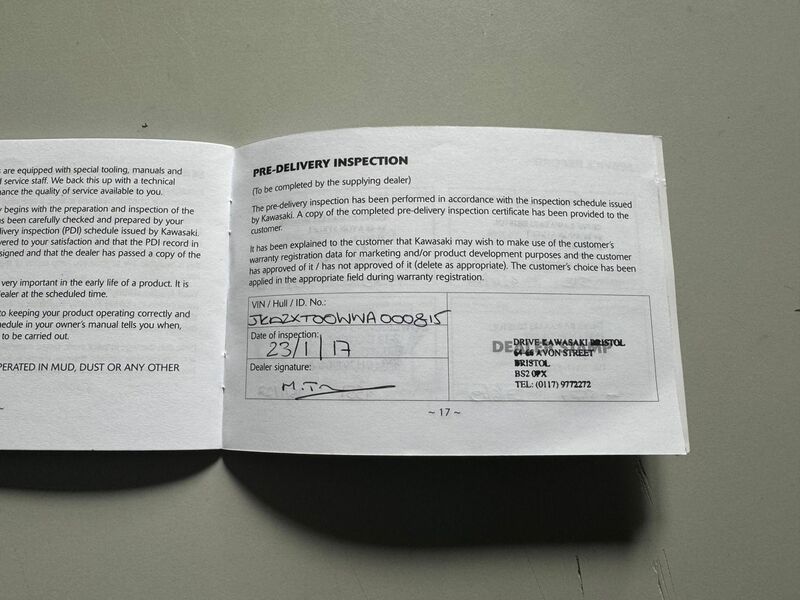 s are equipped with special tooling, manuals and
d service staff. We back this up with a technical
hance the quality of service available to you.
y begins with the preparation and inspection of the
as been carefully checked and prepared by your
livery inspection (PDI) schedule issued by Kawasaki.
vered to your satisfaction and that the PDI record in
signed and that the dealer has passed a copy of the
very important in the early life of a product. It is
ealer at the scheduled time.
to keeping your product operating correctly and
hedule in your owner's manual tells you when,
to be carried out.
PERATED IN MUD, DUST OR ANY OTHER
PRE-DELIVERY INSPECTION
(To be completed by the supplying dealer)
The pre-delivery inspection has been performed in accordance with the inspection schedule issued
by Kawasaki. A copy of the completed pre-delivery inspection certificate has been provided to the
customer.
It has been explained to the customer that Kawasaki may wish to make use of the customer's
warranty registration data for marketing and/or product development purposes and the customer
has approved of it / has not approved of it (delete as appropriate). The customer's choice has been
applied in the appropriate field during warranty registration.
VIN / Hull / ID. No.:
JKAZXT00WWA000815
Date of inspection:
23/1/17
Dealer signature:
DEALER STAMP
DRIVE KAWASAKI BRISTOL
64-66 AVON STREET
BRISTOL
BS2 0PX
TEL: (0117) 9772272
~ 17 ~